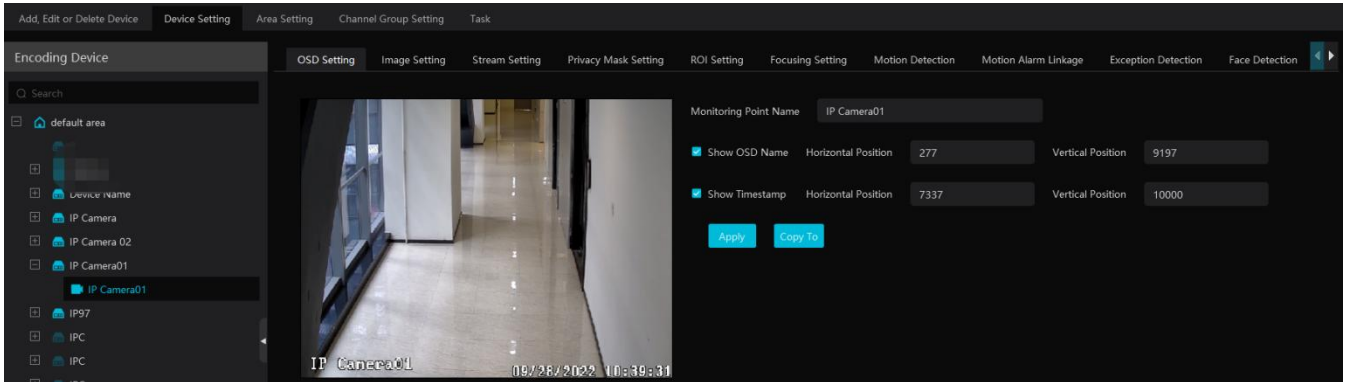 Add, Edit or Delete Device Device Setting Area Setting Channel Group Setting Task
Encoding Device
OSD Setting Image Setting Stream Setting Privacy Mask Setting ROI Setting Focusing Setting Motion Detection Motion Alarm Linkage Exception Detection Face Detection
Search
default area
Device Name
IP Camera
IP Camera 02
IP Camera01
IP Camera01
IP97
IPC
IPC
Monitoring Point Name IP Camera01
Show OSD Name Horizontal Position 277 Vertical Position 9197
Show Timestamp Horizontal Position 7337 Vertical Position 10000
Apply Copy To
IP Camera01
09/28/2022 10:39:31